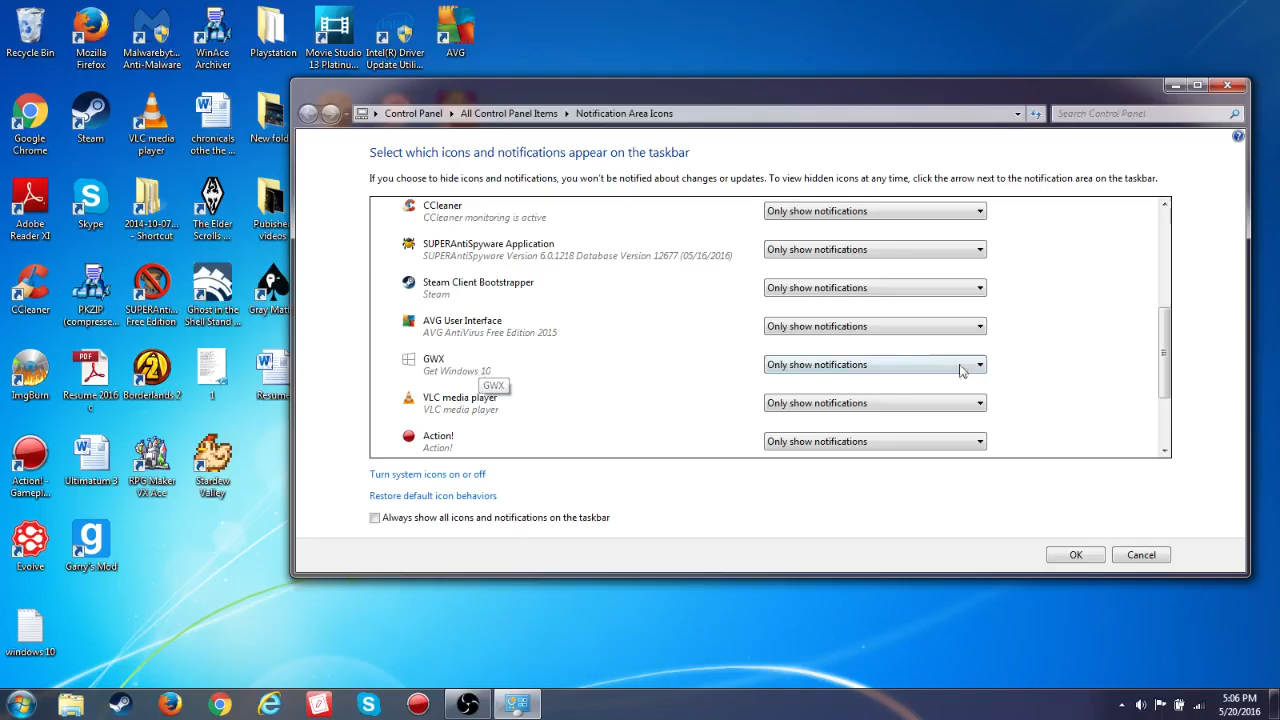 Recycle Bin
Mozilla
Firefox
Malwarebyt...
Anti-Malware
WinAce
Archiver
Playstation
Movie Studio
13 Platinu...
Intel(R) Driver
Update Utili...
AVG
Google
Chrome
Steam
VLC media
player
chronicals
othe the ...
New fold
Adobe
Reader XI
Skype
2014-10-07...
- Shortcut
The Elder
Scrolls ...
Pubishe
videos
CCleaner
PKZIP
(compresse...
SUPERAnti...
Free Edition
Ghost in the
Shell Stand ...
Gray Mat
ImgBurn
PDF
Resume 2016
c
Borderlands 2
1
Resume
Action! -
Gamepl...
Ultimatum 3
RPG Maker
VX Ace
Stardew
Valley
Evolve
Garry's Mod
windows 10
Control Panel
All Control Panel Items
Notification Area Icons
Search Control Panel
Select which icons and notifications appear on the taskbar
If you choose to hide icons and notifications, you won't be notified about changes or updates. To view hidden icons at any time, click the arrow next to the notification area on the taskbar.
CCleaner
CCleaner monitoring is active
Only show notifications
SUPERAntiSpyware Application
SUPERAntiSpyware Version 6.0.1218 Database Version 12677 (05/16/2016)
Only show notifications
Steam Client Bootstrapper
Steam
Only show notifications
AVG User Interface
AVG AntiVirus Free Edition 2015
Only show notifications
GWX
Get Windows 10
Only show notifications
GWX
VLC media player
VLC media player
Only show notifications
Action!
Action!
Only show notifications
Turn system icons on or off
Restore default icon behaviors
Always show all icons and notifications on the taskbar
OK
Cancel
5:06 PM
5/20/2016